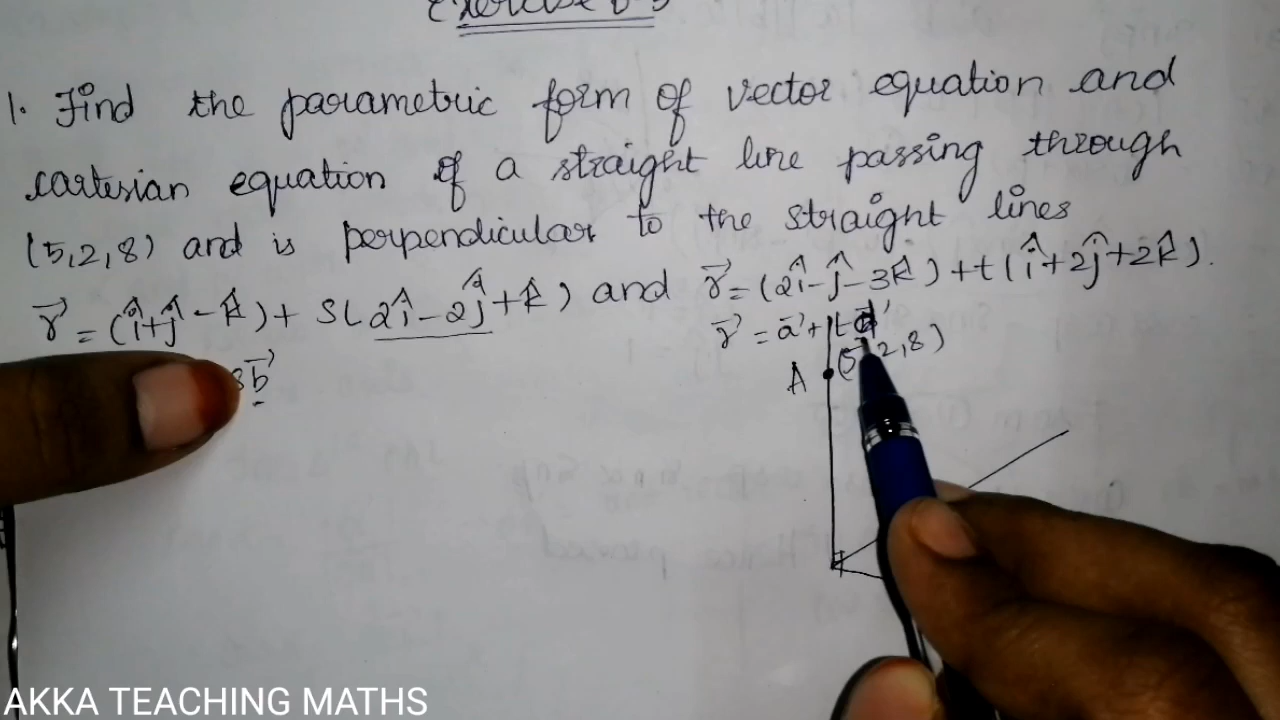 Exercise 6.5
1. Find the parametric form of vector equation and
cartesian equation of a straight line passing through
(5,2,8) and is perpendicular to the straight lines
r⃗ = (î+ĵ-k̂) + s(2î-2ĵ+k̂) and r⃗ = (2î-ĵ-3k̂) + t(î+2ĵ+2k̂).
b⃗
r⃗ = a⃗' + t
A
(5,2,8)
AKKA TEACHING MATHS